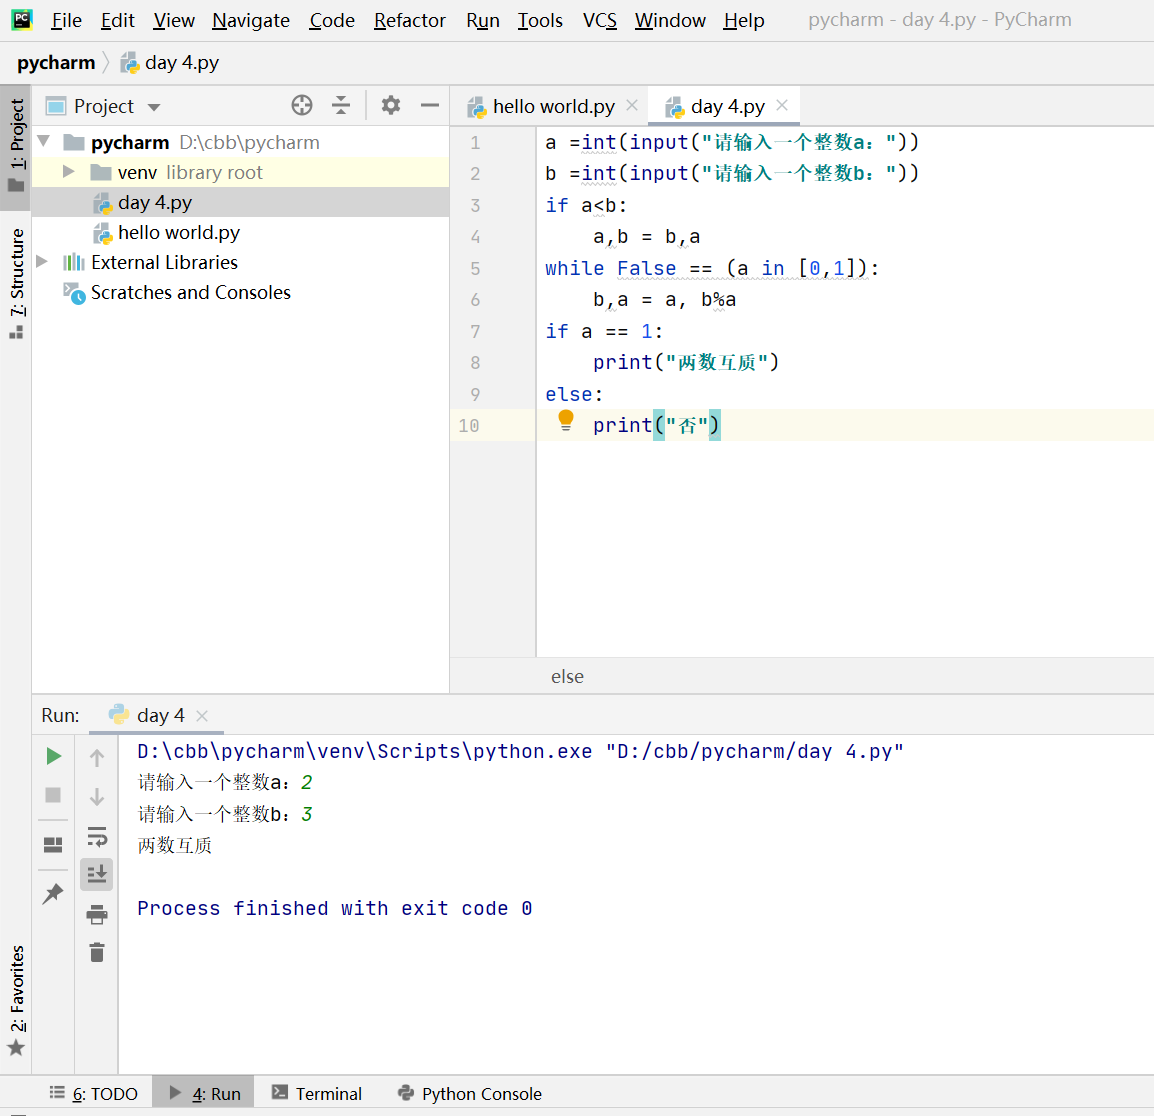 PC File Edit View Navigate Code Refactor Run Tools VCS Window Help pycharm - day 4.py - PyCharm
pycharm day 4.py
1: Project
7: Structure
2: Favorites
Project
pycharm D:\cbb\pycharm
venv library root
day 4.py
hello world.py
External Libraries
Scratches and Consoles
hello world.py day 4.py
1 a =int(input("请输入一个整数a："))
2 b =int(input("请输入一个整数b："))
3 if a<b:
4 a,b = b,a
5 while False == (a in [0,1]):
6 b,a = a, b%a
7 if a == 1:
8 print("两数互质")
9 else:
10 print("否")
else
Run: day 4
D:\cbb\pycharm\venv\Scripts\python.exe "D:/cbb/pycharm/day 4.py"
请输入一个整数a：2
请输入一个整数b：3
两数互质
Process finished with exit code 0
6: TODO 4: Run Terminal Python Console